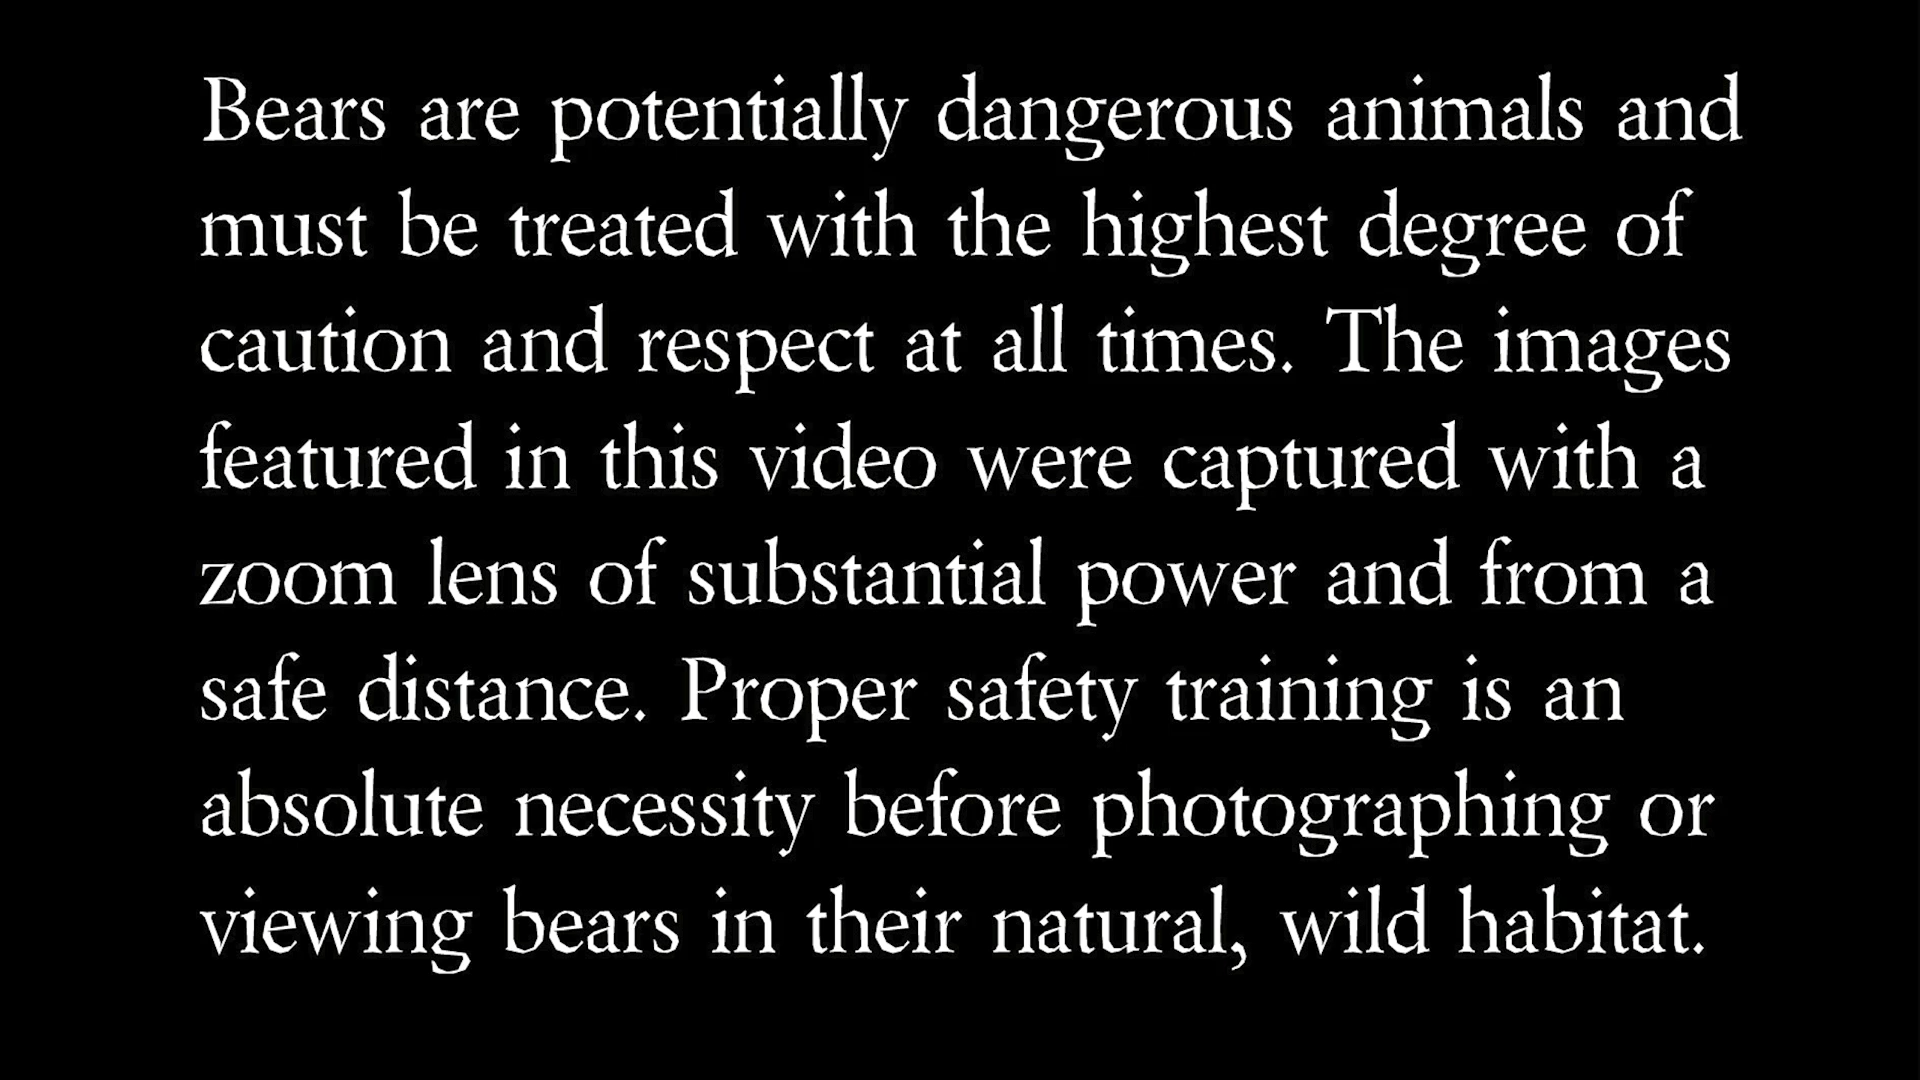 Bears are potentially dangerous animals and
must be treated with the highest degree of
caution and respect at all times. The images
featured in this video were captured with a
zoom lens of substantial power and from a
safe distance. Proper safety training is an
absolute necessity before photographing or
viewing bears in their natural, wild habitat.